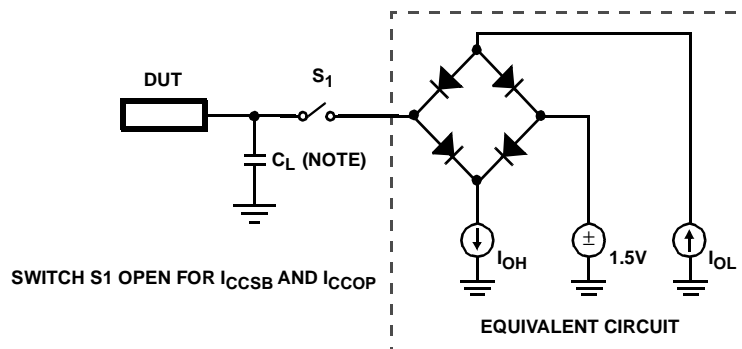 DUT
S1
CL (NOTE)
±
IOH
1.5V
IOL
SWITCH S1 OPEN FOR ICCSB AND ICCOP
EQUIVALENT CIRCUIT